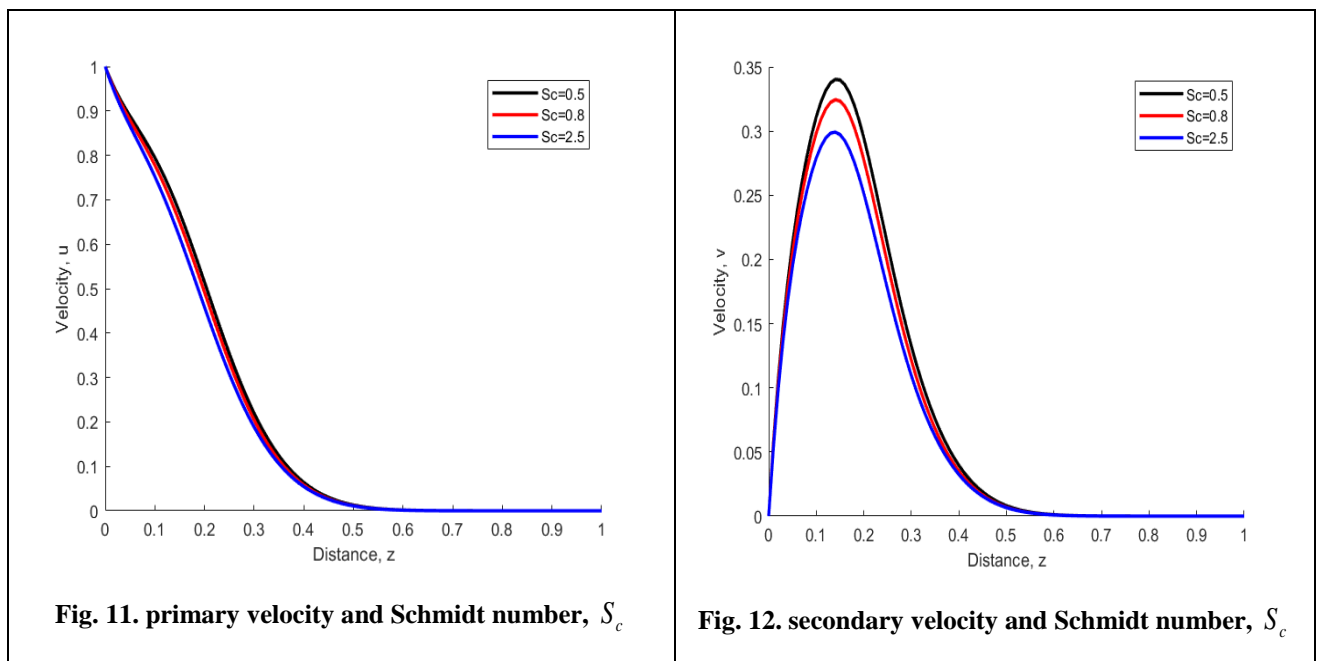 1
0.9
0.8
0.7
0.6
0.5
0.4
0.3
0.2
0.1
0
Velocity, u
Sc=0.5
Sc=0.8
Sc=2.5
0 0.1 0.2 0.3 0.4 0.5 0.6 0.7 0.8 0.9 1
Distance, z
Fig. 11. primary velocity and Schmidt number, S_c
0.35
0.3
0.25
0.2
0.15
0.1
0.05
0
Velocity, v
Sc=0.5
Sc=0.8
Sc=2.5
0 0.1 0.2 0.3 0.4 0.5 0.6 0.7 0.8 0.9 1
Distance, z
Fig. 12. secondary velocity and Schmidt number, S_c